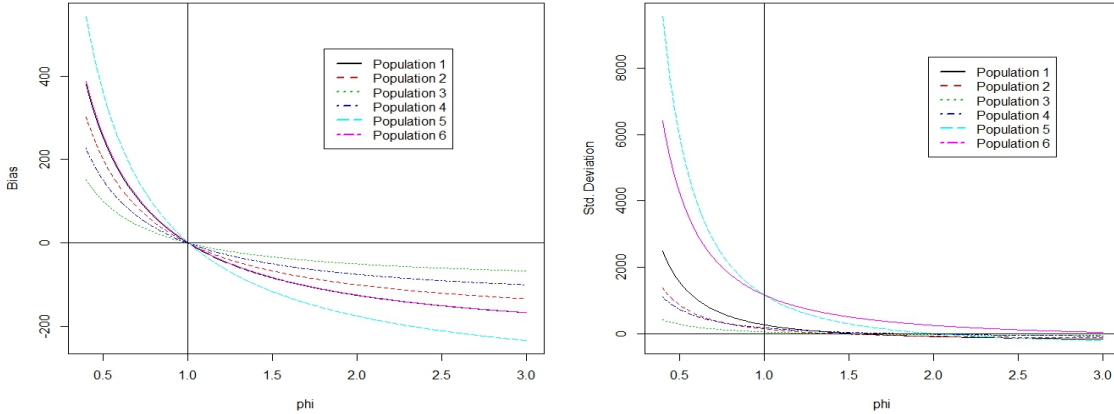 Bias
400
200
0
200
Population 1
Population 2
Population 3
Population 4
Population 5
Population 6
0.5
1.0
1.5
2.0
2.5
3.0
phi
Std. Deviation
8000
6000
4000
2000
0
Population 1
Population 2
Population 3
Population 4
Population 5
Population 6
0.5
1.0
1.5
2.0
2.5
3.0
phi